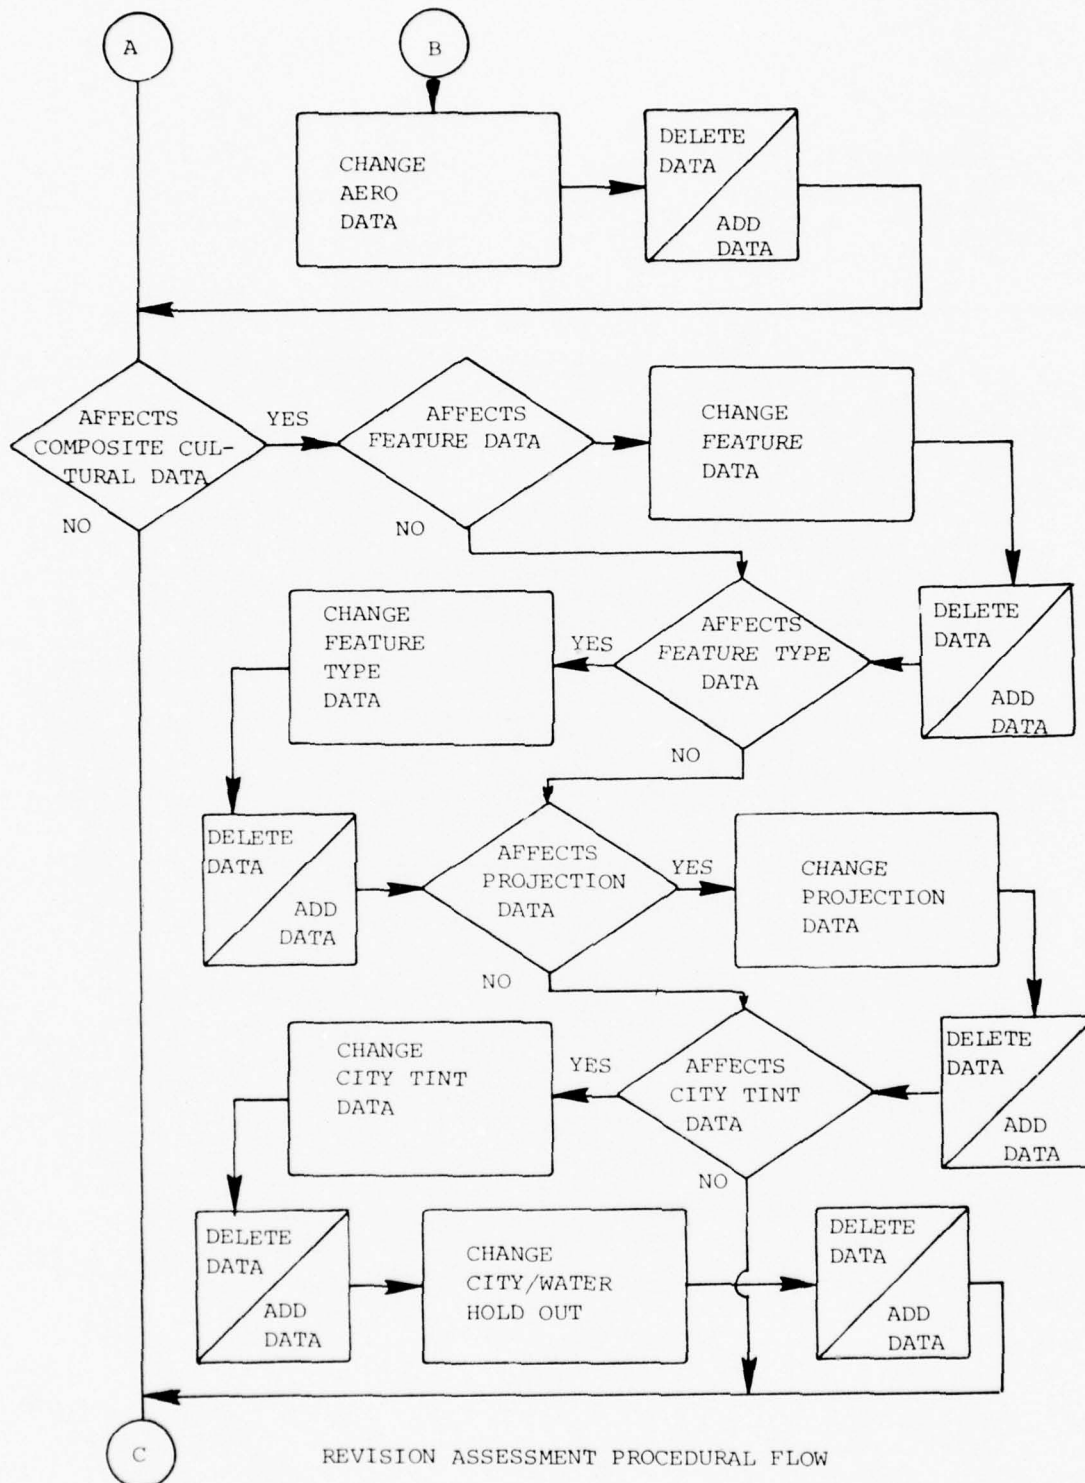 A
B
CHANGE
AERO
DATA
DELETE
DATA
ADD
DATA
AFFECTS
COMPOSITE CUL-
TURAL DATA
YES
NO
AFFECTS
FEATURE DATA
NO
CHANGE
FEATURE
DATA
DELETE
DATA
ADD
DATA
AFFECTS
FEATURE TYPE
DATA
YES
NO
CHANGE
FEATURE
TYPE
DATA
DELETE
DATA
ADD
DATA
AFFECTS
PROJECTION
DATA
YES
NO
CHANGE
PROJECTION
DATA
DELETE
DATA
ADD
DATA
AFFECTS
CITY TINT
DATA
YES
NO
CHANGE
CITY TINT
DATA
DELETE
DATA
ADD
DATA
CHANGE
CITY/WATER
HOLD OUT
DELETE
DATA
ADD
DATA
C
REVISION ASSESSMENT PROCEDURAL FLOW